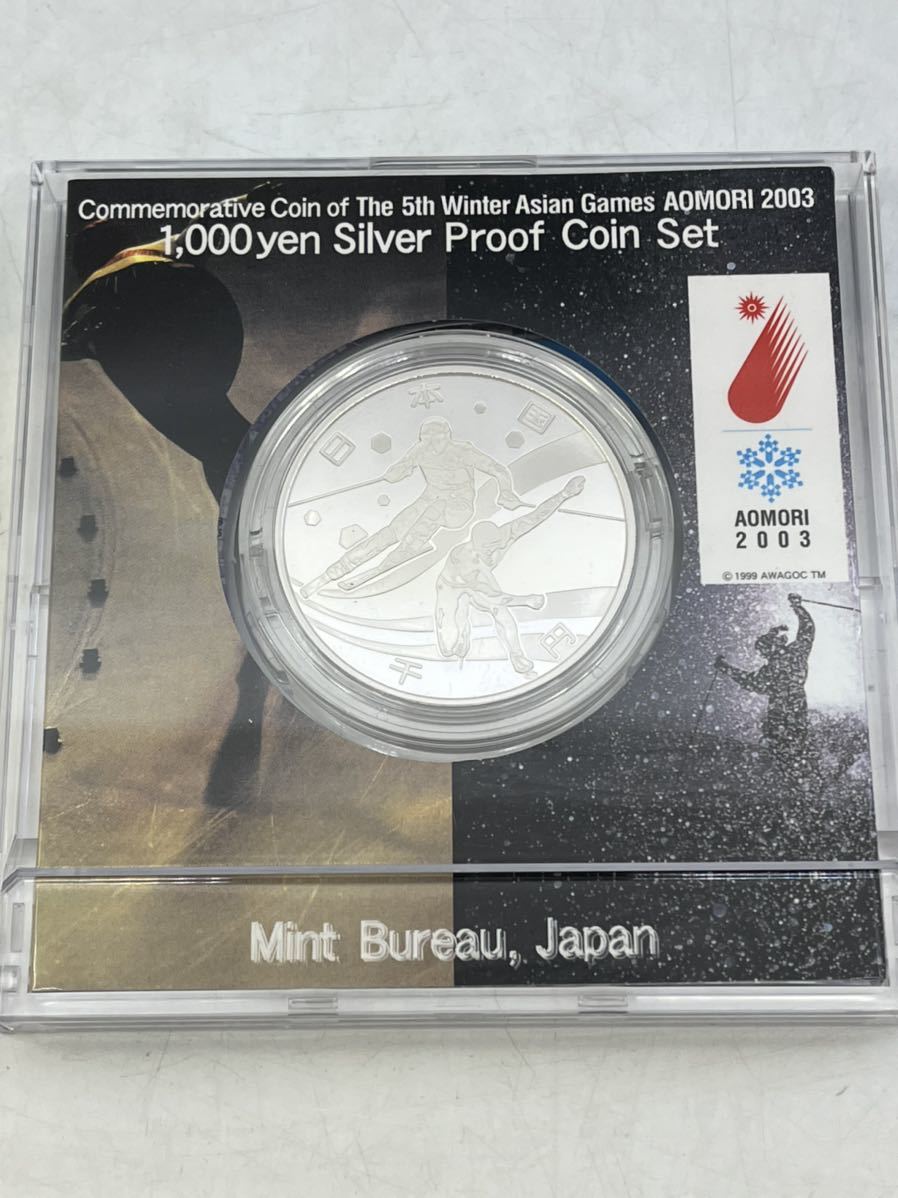 Commemorative Coin of The 5th Winter Asian Games AOMORI 2003
1,000yen Silver Proof Coin Set
日本国
千円
AOMORI
2003
© 1999 AWAGOC TM
Mint Bureau, Japan